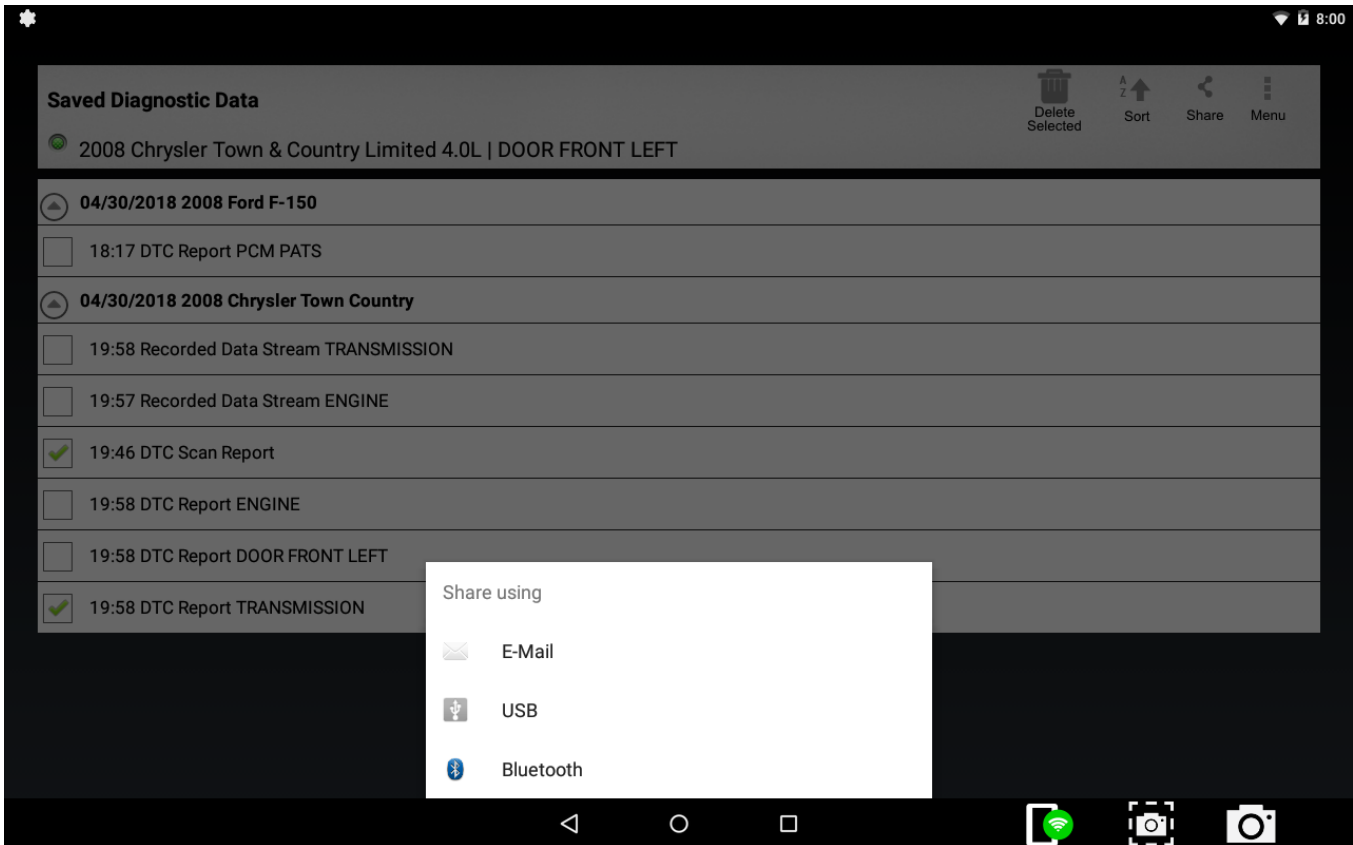 8:00
Saved Diagnostic Data
Delete
Selected
A
Z
Sort
Share
Menu
2008 Chrysler Town & Country Limited 4.0L | DOOR FRONT LEFT
04/30/2018 2008 Ford F-150
18:17 DTC Report PCM PATS
04/30/2018 2008 Chrysler Town Country
19:58 Recorded Data Stream TRANSMISSION
19:57 Recorded Data Stream ENGINE
19:46 DTC Scan Report
19:58 DTC Report ENGINE
19:58 DTC Report DOOR FRONT LEFT
19:58 DTC Report TRANSMISSION
Share using
E-Mail
USB
Bluetooth